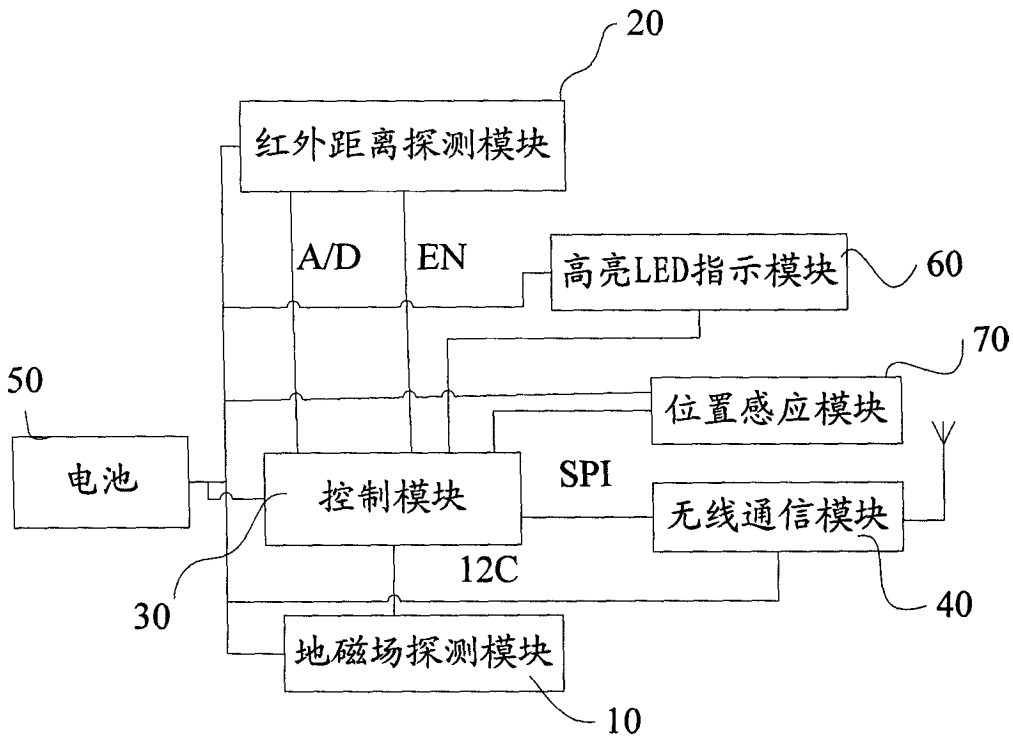 20
红外距离探测模块
A/D
EN
高亮LED指示模块
60
70
50
位置感应模块
电池
控制模块
SPI
无线通信模块
30
12C
40
地磁场探测模块
10